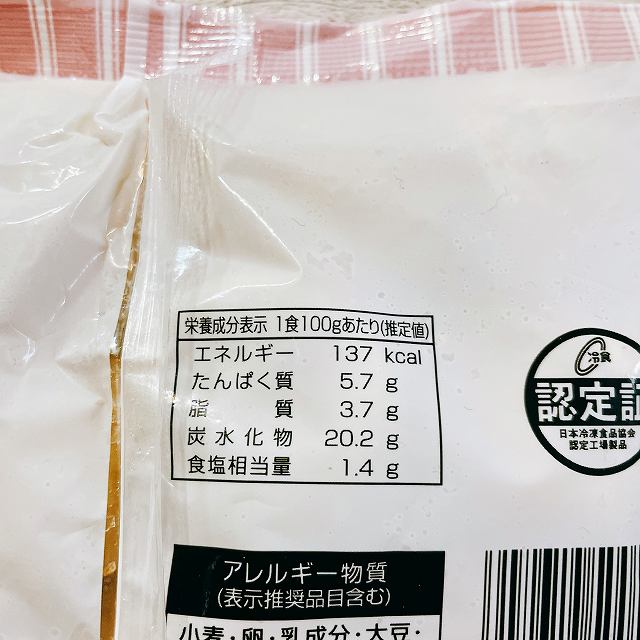 栄養成分表示 1食100gあたり(推定値)
エネルギー 137 kcal
たんぱく質 5.7 g
脂質 3.7 g
炭水化物 20.2 g
食塩相当量 1.4 g
冷食
認定証
日本冷凍食品協会
認定工場製品
アレルギー物質
(表示推奨品目含む)
小麦・卵・乳成分・大豆・